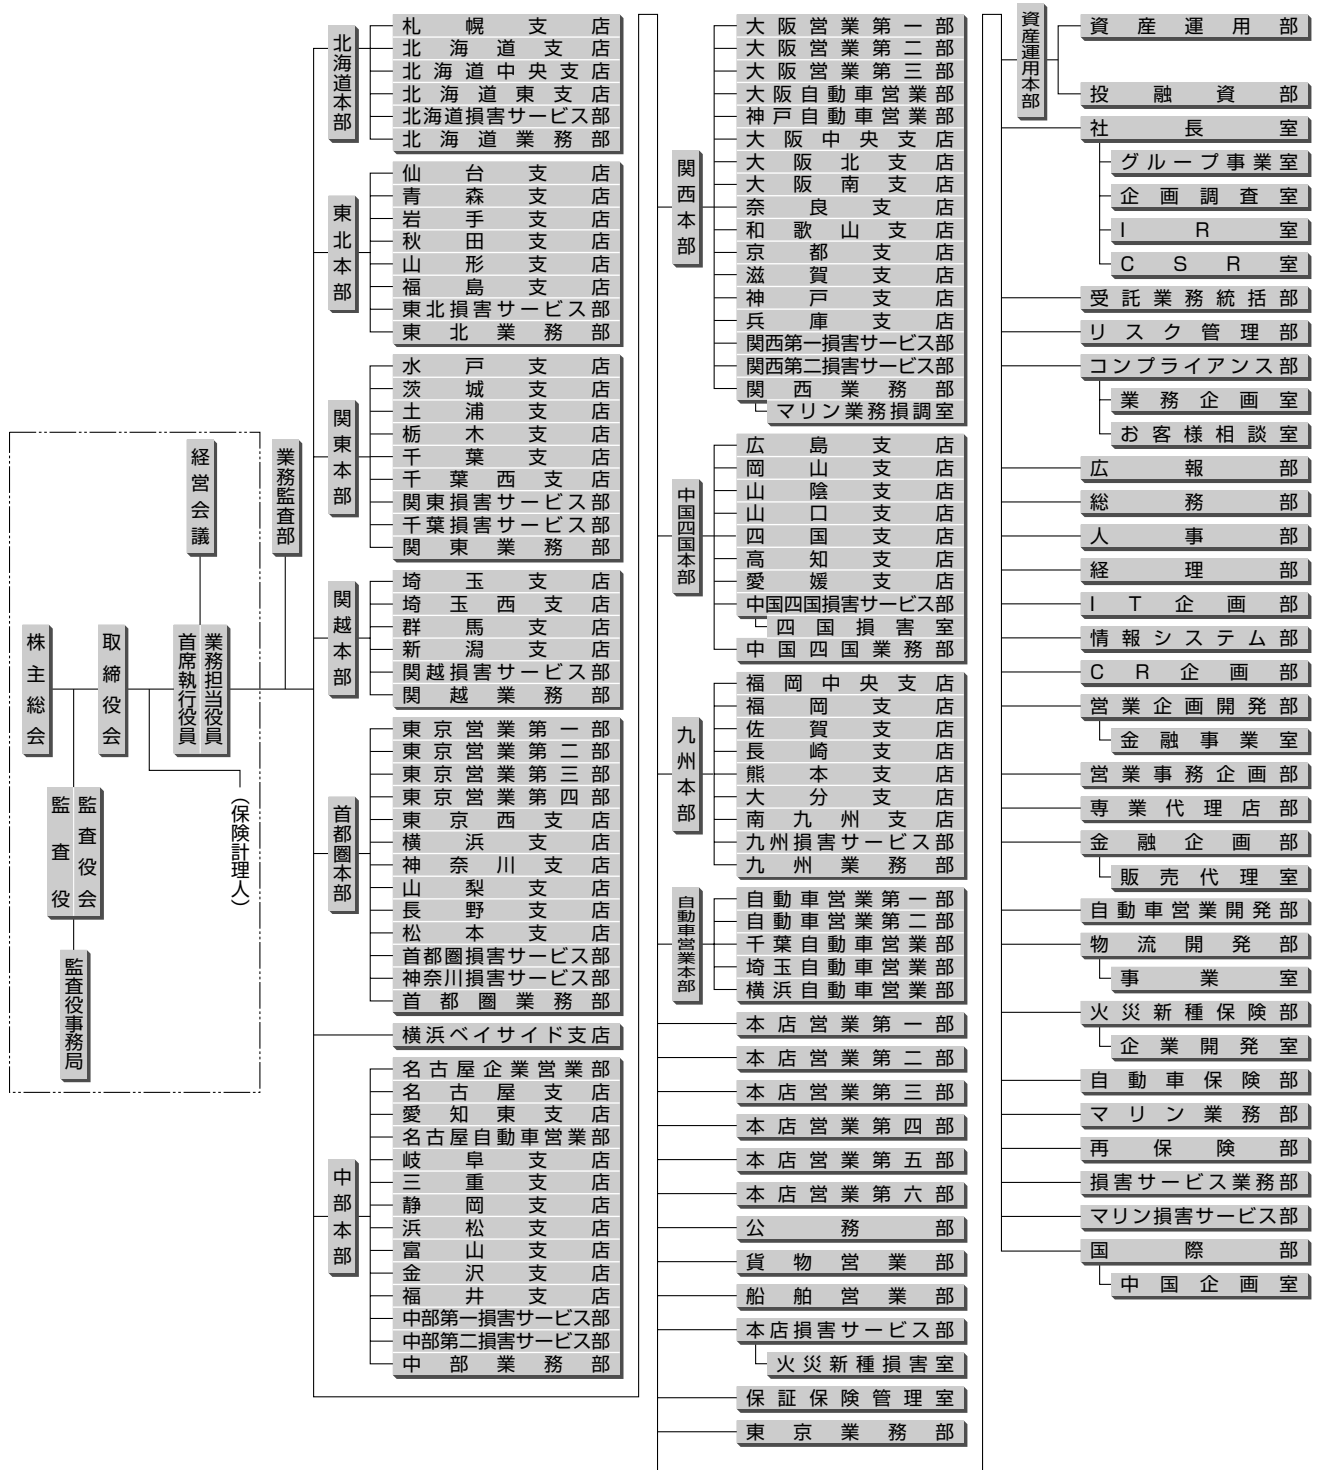 株主総会
監査役会
監査役
監査役事務局
取締役会
(保険計理人)
経営会議
業務担当役員
首席執行役員
業務監査部
北海道本部
札幌支店
北海道支店
北海道中央支店
北海道東支店
北海道損害サービス部
北海道業務部
東北本部
仙台支店
青森支店
岩手支店
秋田支店
山形支店
福島支店
東北損害サービス部
東北業務部
関東本部
水戸支店
茨城支店
土浦支店
栃木支店
千葉支店
千葉西支店
関東損害サービス部
千葉損害サービス部
関東業務部
関越本部
埼玉支店
埼玉西支店
群馬支店
新潟支店
関越損害サービス部
関越業務部
首都圏本部
東京営業第一部
東京営業第二部
東京営業第三部
東京営業第四部
東京西支店
横浜支店
神奈川支店
山梨支店
長野支店
松本支店
首都圏損害サービス部
神奈川損害サービス部
首都圏業務部
横浜ベイサイド支店
中部本部
名古屋企業営業部
名古屋支店
愛知東支店
名古屋自動車営業部
岐阜支店
三重支店
静岡支店
浜松支店
富山支店
金沢支店
福井支店
中部第一損害サービス部
中部第二損害サービス部
中部業務部
関西本部
大阪営業第一部
大阪営業第二部
大阪営業第三部
大阪自動車営業部
神戸自動車営業部
大阪中央支店
大阪北支店
大阪南支店
奈良支店
和歌山支店
京都支店
滋賀支店
神戸支店
兵庫支店
関西第一損害サービス部
関西第二損害サービス部
関西業務部
マリン業務損調室
中国四国本部
広島支店
岡山支店
山陰支店
山口支店
四国支店
高知支店
愛媛支店
中国四国損害サービス部
四国損害室
中国四国業務部
九州本部
福岡中央支店
福岡支店
佐賀支店
長崎支店
熊本支店
大分支店
南九州支店
九州損害サービス部
九州業務部
自動車営業本部
自動車営業第一部
自動車営業第二部
千葉自動車営業部
埼玉自動車営業部
横浜自動車営業部
本店営業第一部
本店営業第二部
本店営業第三部
本店営業第四部
本店営業第五部
本店営業第六部
公務部
貨物営業部
船舶営業部
本店損害サービス部
火災新種損害室
保証保険管理室
東京業務部
資産運用本部
資産運用部
投融資部
社長室
グループ事業室
企画調査室
IR室
CSR室
受託業務統括部
リスク管理部
コンプライアンス部
業務企画室
お客様相談室
広報部
総務部
人事部
経理部
IT企画部
情報システム部
CR企画部
営業企画開発部
金融事業室
営業事務企画部
専業代理店部
金融企画部
販売代理室
自動車営業開発部
物流開発部
事業室
火災新種保険部
企業開発室
自動車保険部
マリン業務部
再保険部
損害サービス業務部
マリン損害サービス部
国際部
中国企画室